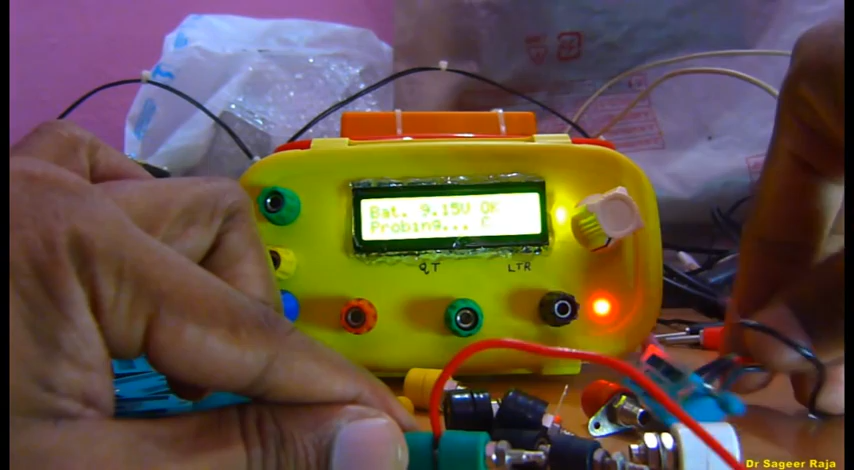 Bat. 9.15V OK
Probing... C
QT LTR
Dr Sageer Raja